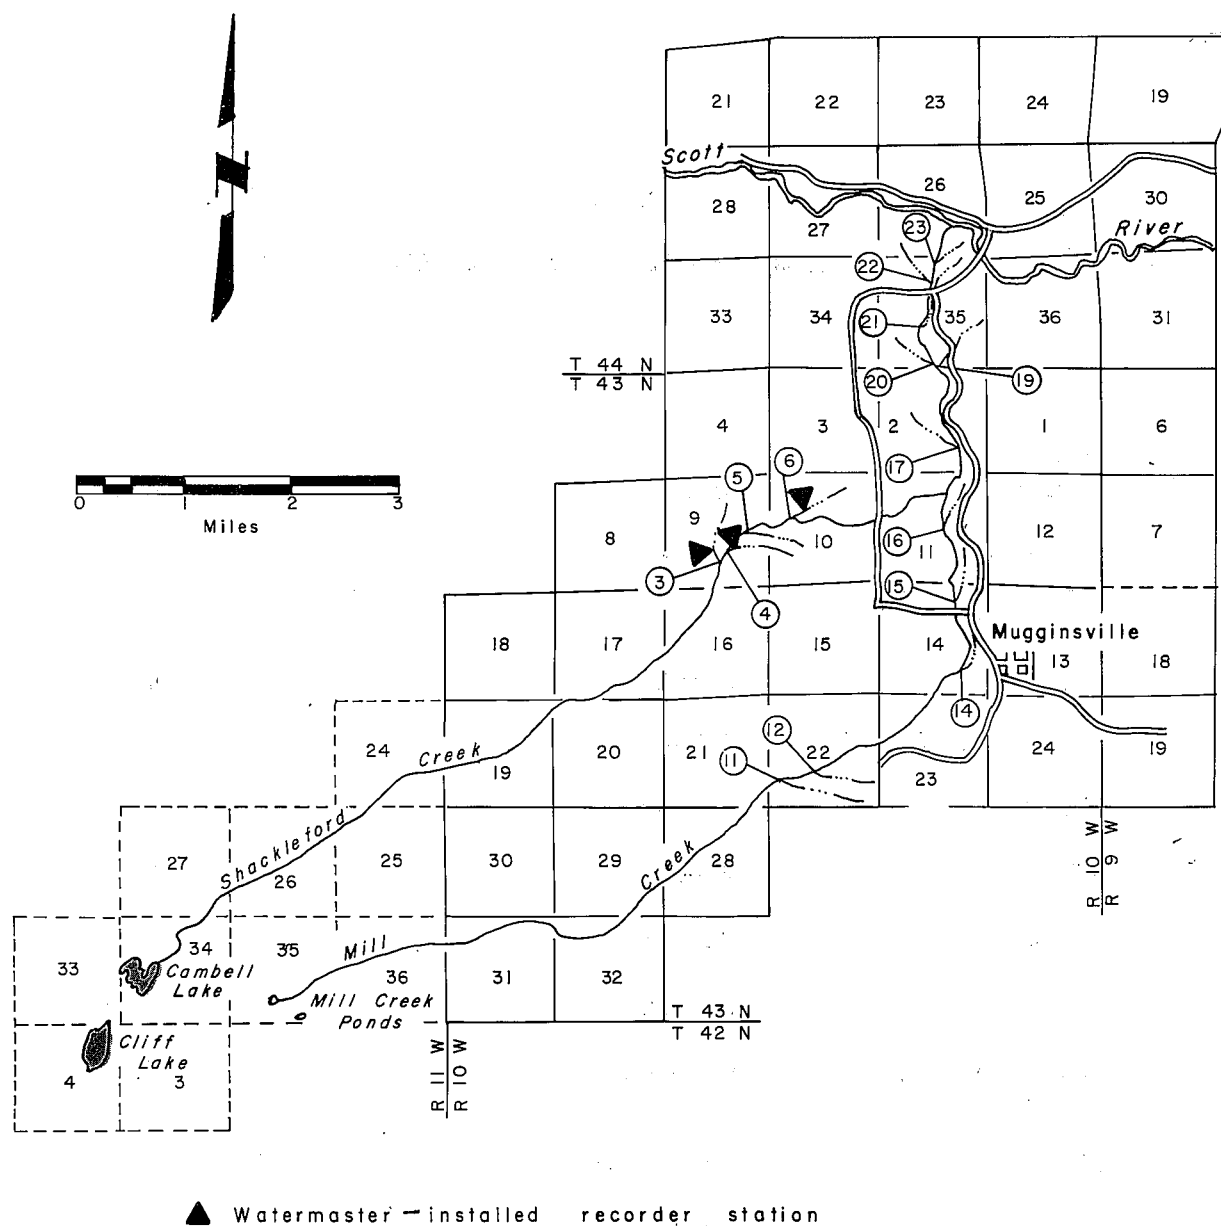 21 22 23 24 19
Scott
28 27 26 25 30
River
23
22
33 34 35 36 31
21
T 44 N
T 43 N
20 19
4 3 2 1 6
17
5 6
0 1 2 3
Miles
8 9 10 11 12 7
16
3 4
15
18 17 16 15 14 13 18
Mugginsville
14
24 19 20 21 22 23 24 19
Creek
11 12
R 10 W
R 9 W
27 26 25 30 29 28
Shackleford
Creek
33 34 35 36 31 32
Mill
Cambell
Lake
Mill Creek
Ponds
T 43 N
T 42 N
Cliff
Lake
4 3
R 11 W
R 10 W
Watermaster-installed recorder station